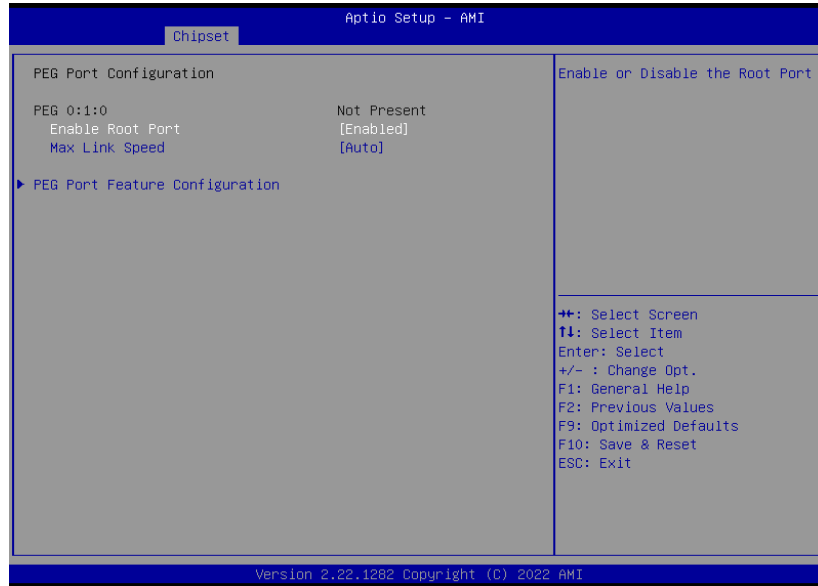 Aptio Setup – AMI
Chipset
PEG Port Configuration
PEG 0:1:0 Not Present
Enable Root Port [Enabled]
Max Link Speed [Auto]
PEG Port Feature Configuration
Enable or Disable the Root Port
→←: Select Screen
↑↓: Select Item
Enter: Select
+/- : Change Opt.
F1: General Help
F2: Previous Values
F9: Optimized Defaults
F10: Save & Reset
ESC: Exit
Version 2.22.1282 Copyright (C) 2022 AMI